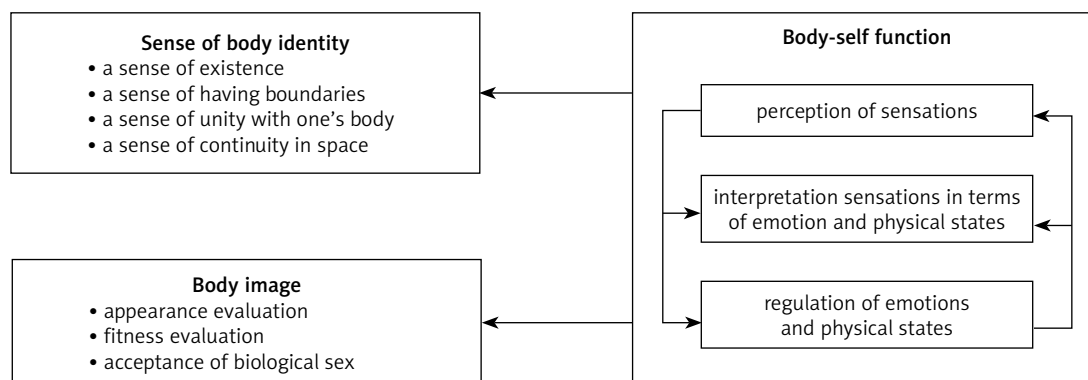 Sense of body identity
• a sense of existence
• a sense of having boundaries
• a sense of unity with one’s body
• a sense of continuity in space
Body image
• appearance evaluation
• fitness evaluation
• acceptance of biological sex
Body-self function
perception of sensations
interpretation sensations in terms
of emotion and physical states
regulation of emotions
and physical states